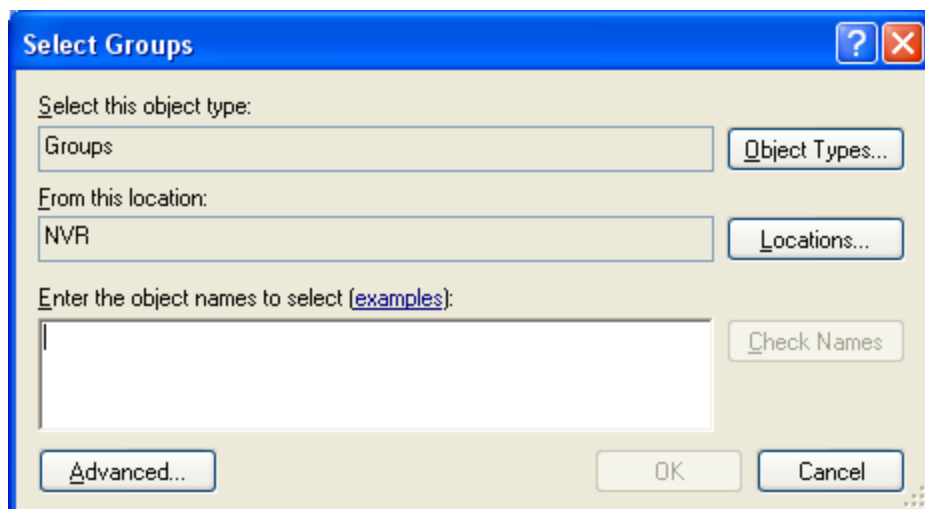 Select Groups
Select this object type:
Groups
Object Types...
From this location:
NVR
Locations...
Enter the object names to select (examples):
Check Names
Advanced...
OK
Cancel